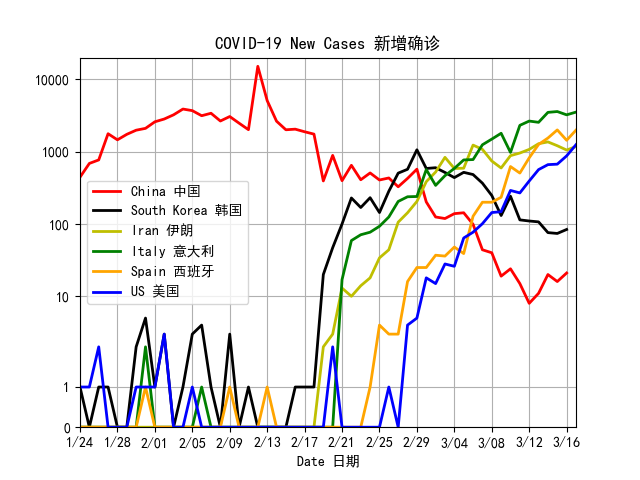 COVID-19 New Cases 新增确诊
10000
1000
100
10
1
0
China 中国
South Korea 韩国
Iran 伊朗
Italy 意大利
Spain 西班牙
US 美国
1/24 1/28 2/01 2/05 2/09 2/13 2/17 2/21 2/25 2/29 3/04 3/08 3/12 3/16
Date 日期